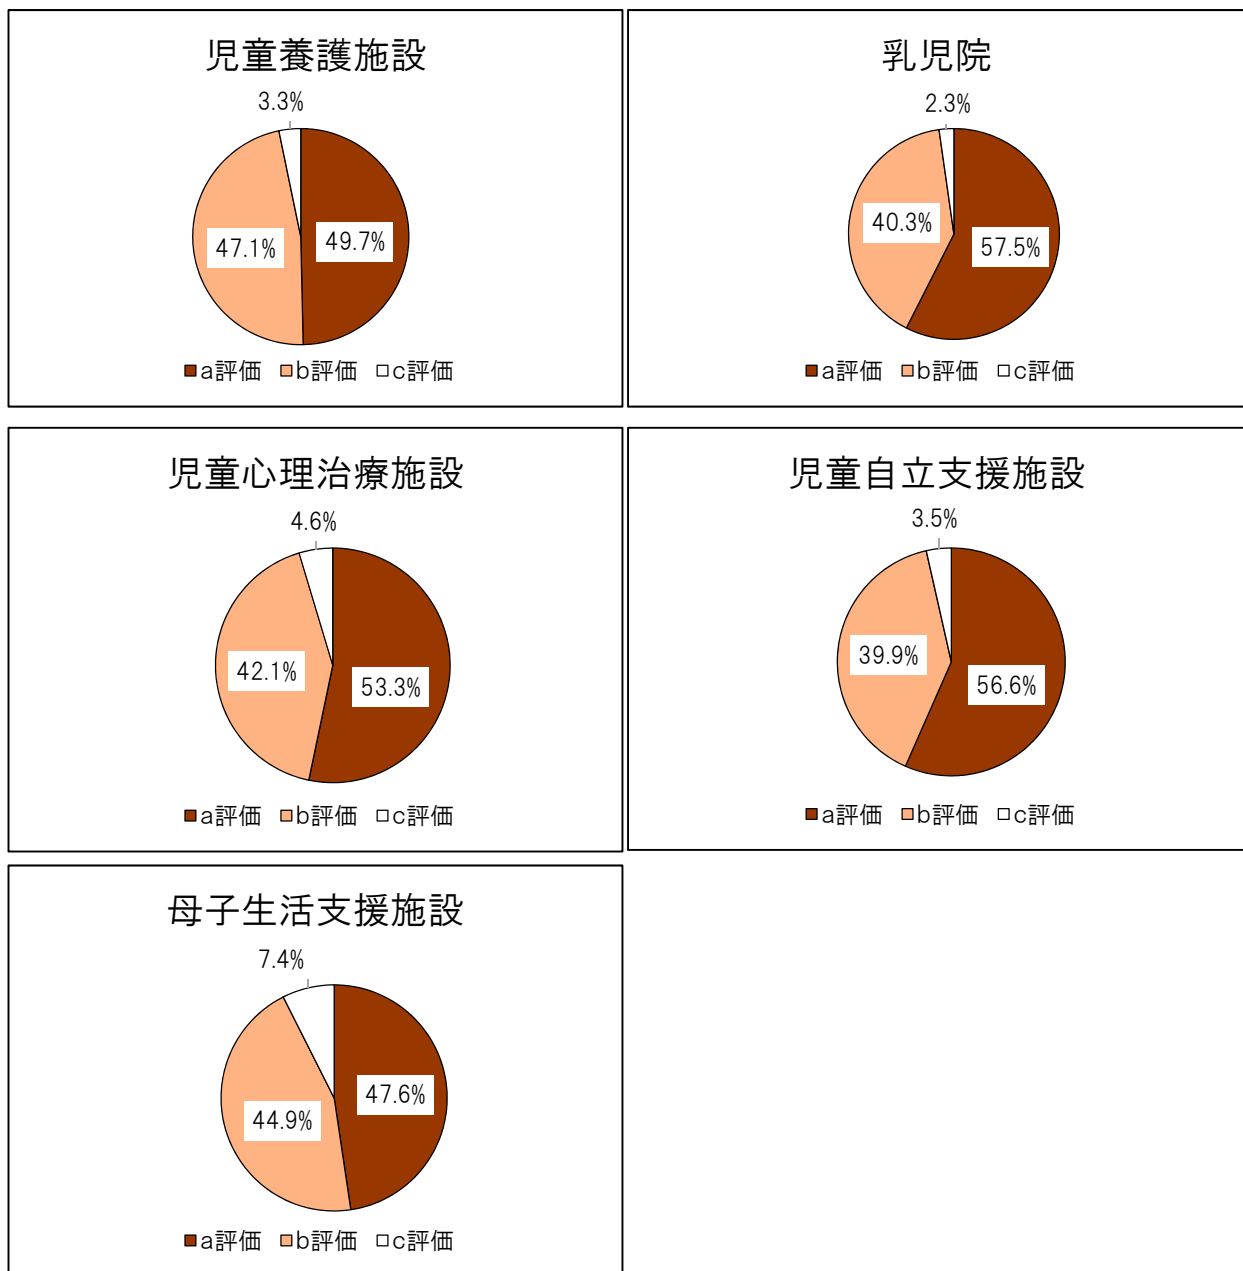 児童養護施設
3.3%
47.1%
49.7%
■a評価 ■b評価 □c評価
乳児院
2.3%
40.3%
57.5%
■a評価 ■b評価 □c評価
児童心理治療施設
4.6%
42.1%
53.3%
■a評価 ■b評価 □c評価
児童自立支援施設
3.5%
39.9%
56.6%
■a評価 ■b評価 □c評価
母子生活支援施設
7.4%
44.9%
47.6%
■a評価 ■b評価 □c評価